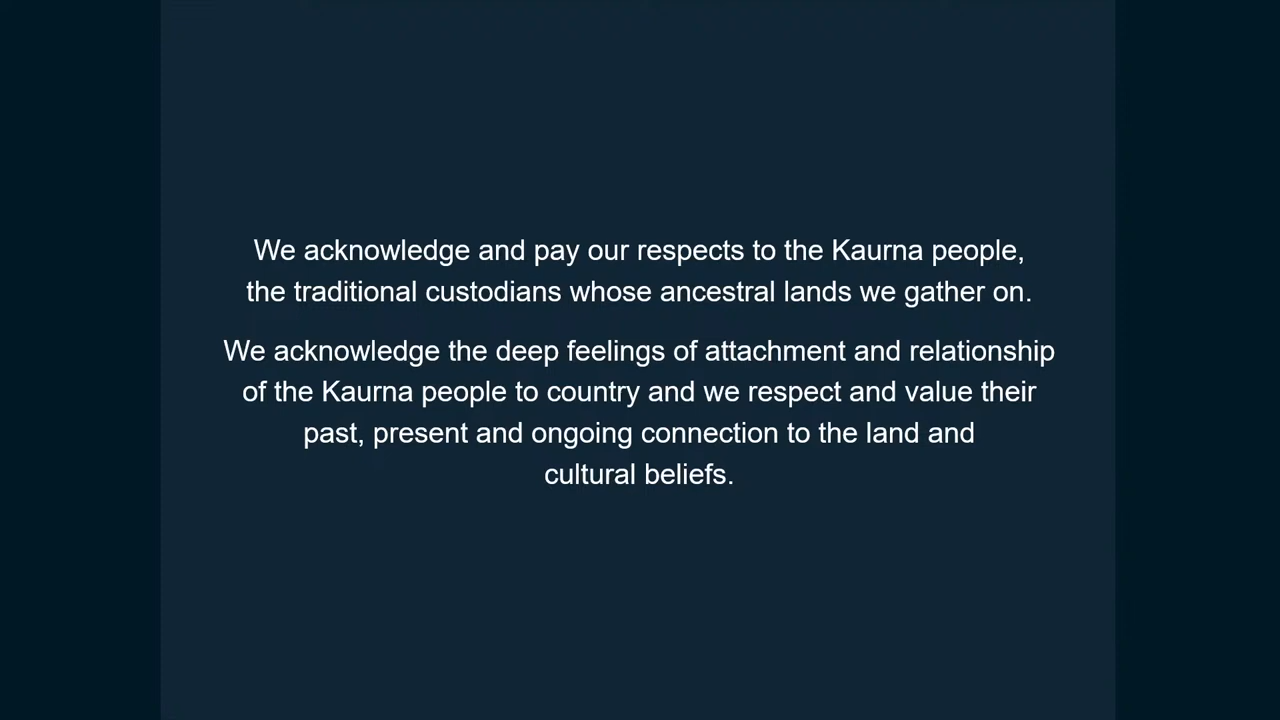 We acknowledge and pay our respects to the Kaurna people,
the traditional custodians whose ancestral lands we gather on.
We acknowledge the deep feelings of attachment and relationship
of the Kaurna people to country and we respect and value their
past, present and ongoing connection to the land and
cultural beliefs.